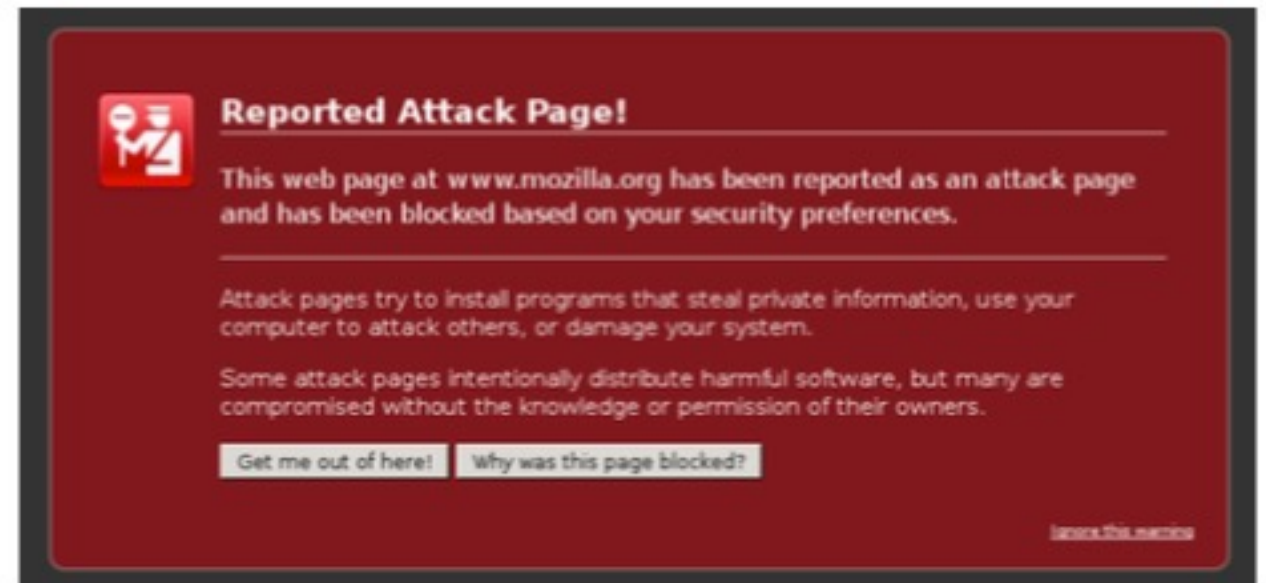 Reported Attack Page!
This web page at www.mozilla.org has been reported as an attack page
and has been blocked based on your security preferences.
Attack pages try to install programs that steal private information, use your
computer to attack others, or damage your system.
Some attack pages intentionally distribute harmful software, but many are
compromised without the knowledge or permission of their owners.
Get me out of here! Why was this page blocked?
Ignore this warning